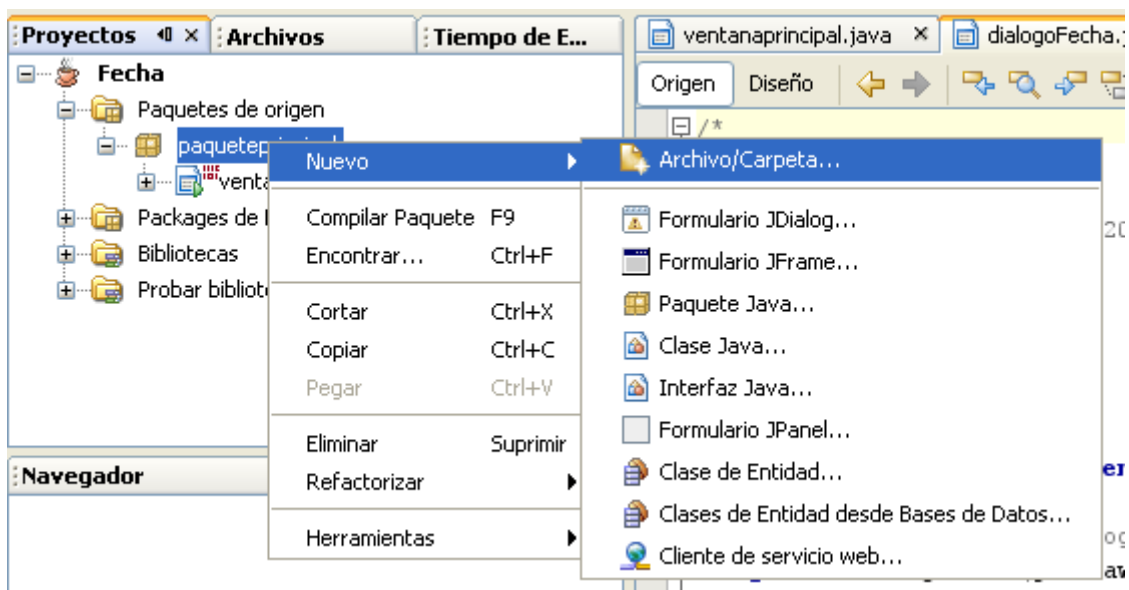 Proyectos
Archivos
Tiempo de E...
ventanaprincipal.java
dialogoFecha.
Fecha
Origen
Diseño
Paquetes de origen
/*
Nuevo
Archivo/Carpeta...
Packages de
Compilar Paquete F9
Formulario JDialog...
20
Bibliotecas
Encontrar... Ctrl+F
Formulario JFrame...
Probar
Cortar Ctrl+X
Paquete Java...
Copiar Ctrl+C
Clase Java...
Pegar Ctrl+V
Interfaz Java...
Eliminar Suprimir
Formulario JPanel...
Navegador
Refactorizar
Clase de Entidad...
Clases de Entidad desde Bases de Datos...
Herramientas
Cliente de servicio web...